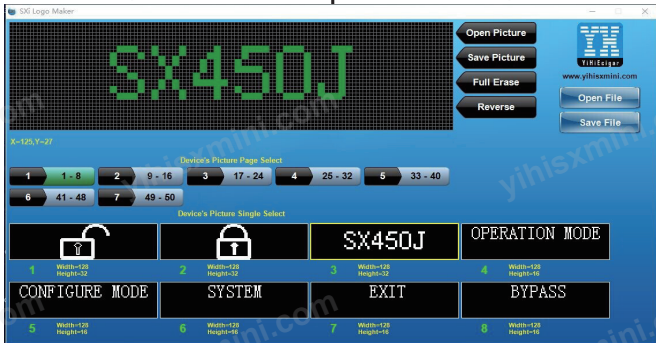 SXi Logo Maker
SX450J
Open Picture
Save Picture
Full Erase
Reverse
YiHiEcigar
www.yihisxmini.com
Open File
Save File
X=125,Y=27
Device's Picture Page Select
1 1 - 8 2 9 - 16 3 17 - 24 4 25 - 32 5 33 - 40
6 41 - 48 7 49 - 50
Device's Picture Single Select
SX450J OPERATION MODE
1 Width=128 Height=32 2 Width=128 Height=32 3 Width=128 Height=32 4 Width=128 Height=16
CONFIGURE MODE SYSTEM EXIT BYPASS
5 Width=128 Height=16 6 Width=128 Height=16 7 Width=128 Height=16 8 Width=128 Height=16
yihisxmini.com